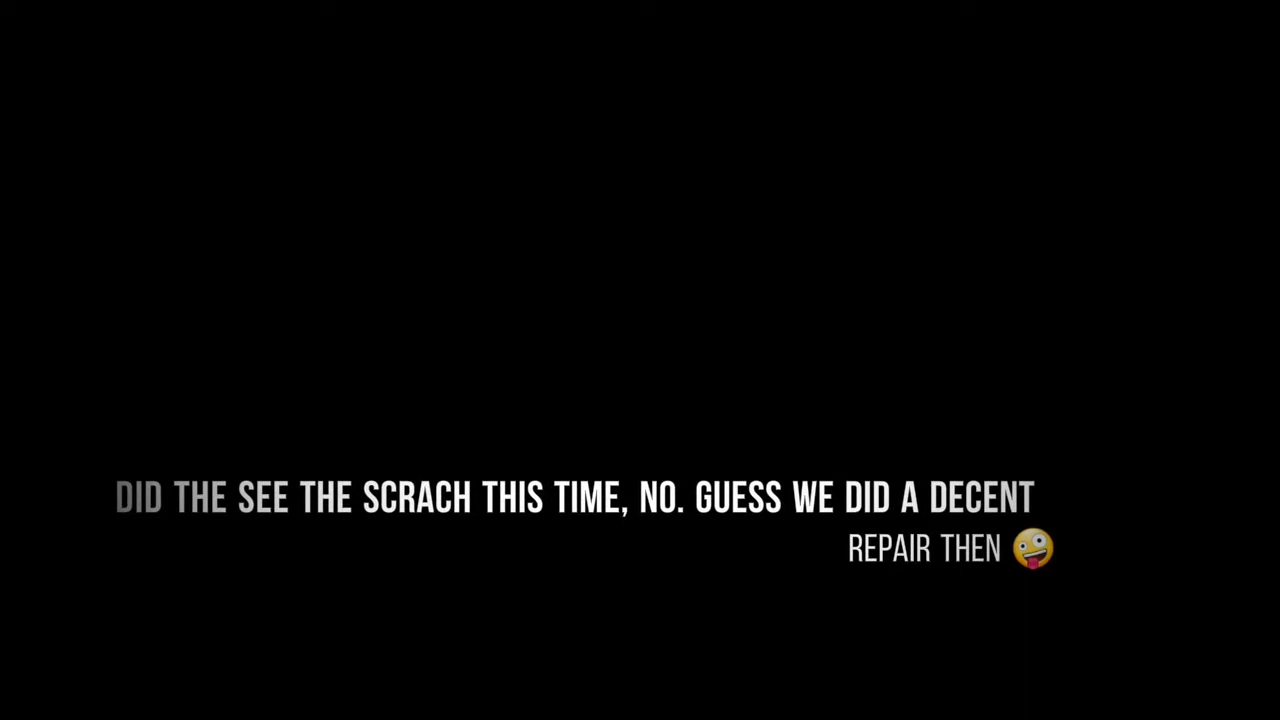 DID THE SEE THE SCRACH THIS TIME, NO. GUESS WE DID A DECENT
REPAIR THEN 🤪